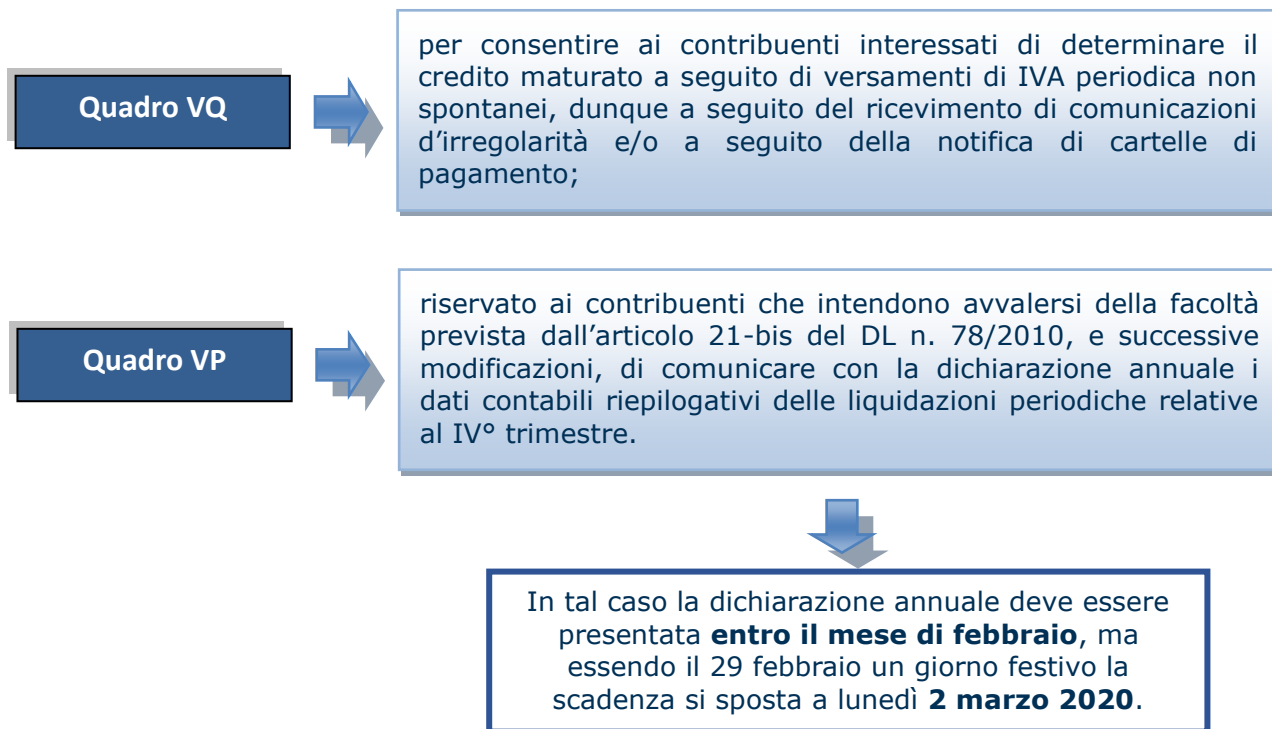 Quadro VQ
per consentire ai contribuenti interessati di determinare il
credito maturato a seguito di versamenti di IVA periodica non
spontanei, dunque a seguito del ricevimento di comunicazioni
d’irregolarità e/o a seguito della notifica di cartelle di
pagamento;
Quadro VP
riservato ai contribuenti che intendono avvalersi della facoltà
prevista dall’articolo 21-bis del DL n. 78/2010, e successive
modificazioni, di comunicare con la dichiarazione annuale i
dati contabili riepilogativi delle liquidazioni periodiche relative
al IV° trimestre.
In tal caso la dichiarazione annuale deve essere
presentata entro il mese di febbraio, ma
essendo il 29 febbraio un giorno festivo la
scadenza si sposta a lunedì 2 marzo 2020.